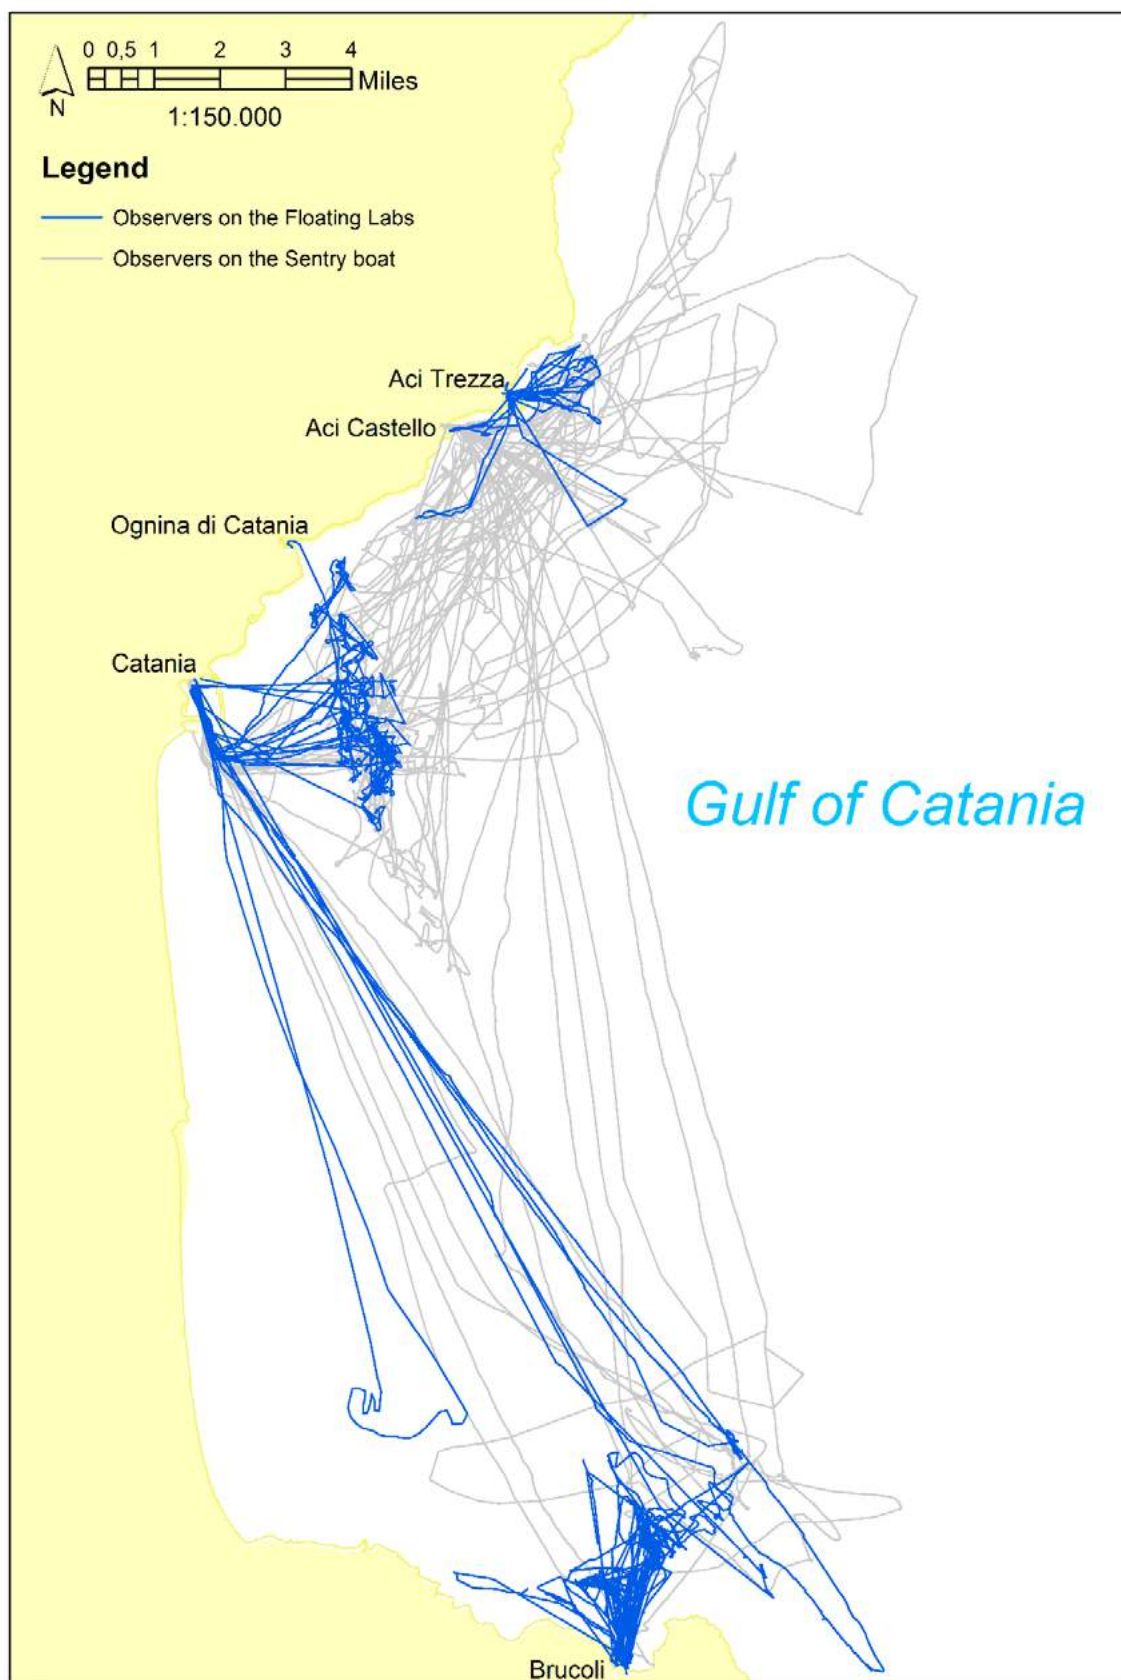 0 0,5 1 2 3 4
Miles
N
1:150.000
Legend
Observers on the Floating Labs
Observers on the Sentry boat
Aci Trezza
Aci Castello
Ognina di Catania
Catania
Gulf of Catania
Brucoli